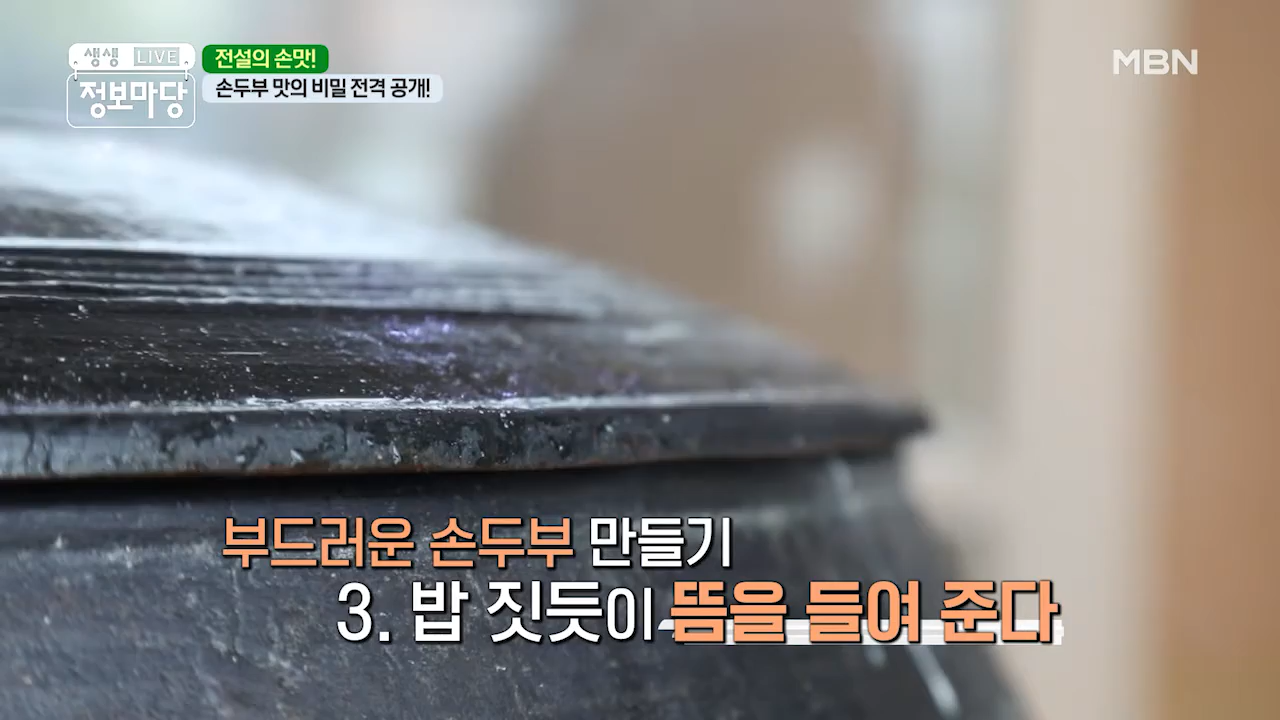 생생 LIVE
정보마당
전설의 손맛!
손두부 맛의 비밀 전격 공개!
MBN
부드러운 손두부 만들기
3. 밥 짓듯이 뜸을 들여 준다